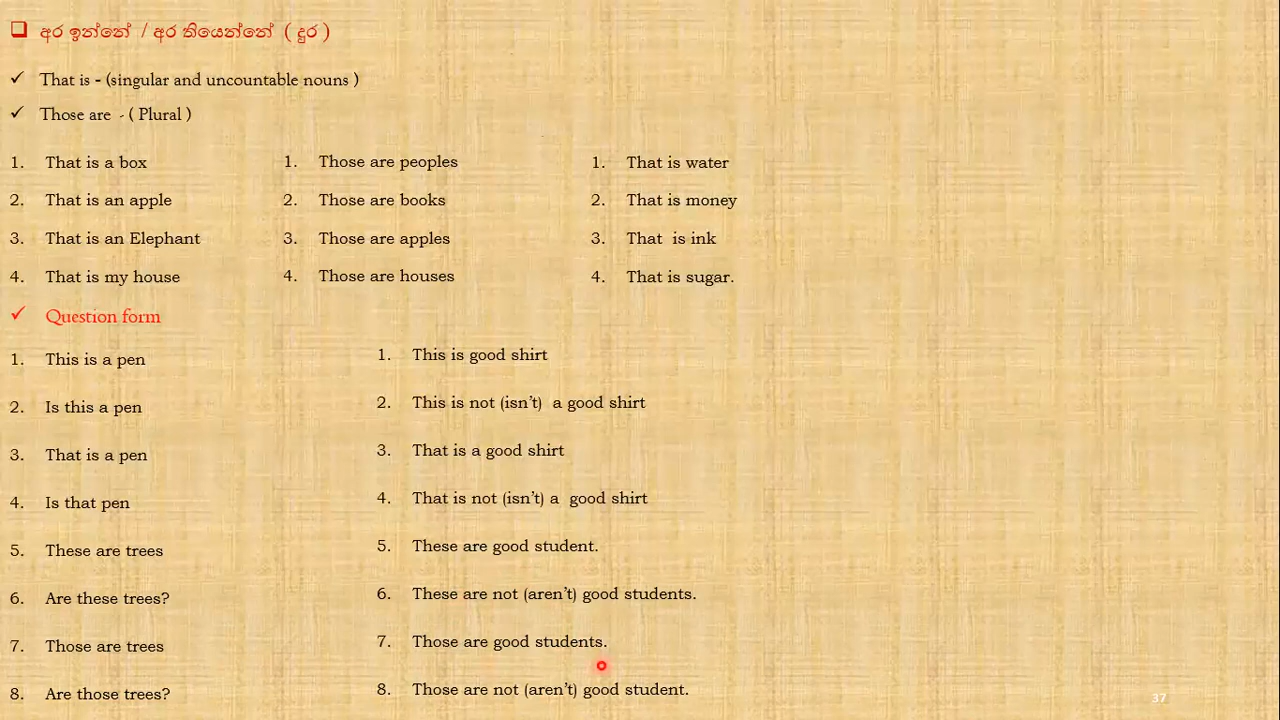 අර ඉන්නේ / අර තියෙන්නේ ( දුර )
That is - (singular and uncountable nouns )
Those are - ( Plural )
1. That is a box
2. That is an apple
3. That is an Elephant
4. That is my house
1. Those are peoples
2. Those are books
3. Those are apples
4. Those are houses
1. That is water
2. That is money
3. That is ink
4. That is sugar.
Question form
1. This is a pen
2. Is this a pen
3. That is a pen
4. Is that pen
5. These are trees
6. Are these trees?
7. Those are trees
8. Are those trees?
1. This is good shirt
2. This is not (isn't) a good shirt
3. That is a good shirt
4. That is not (isn't) a good shirt
5. These are good student.
6. These are not (aren't) good students.
7. Those are good students.
8. Those are not (aren't) good student.
37